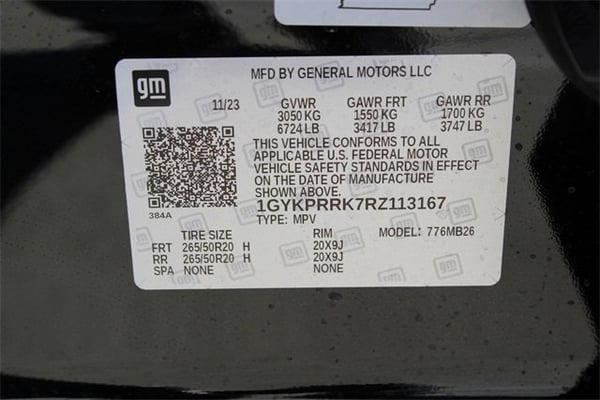 gm
MFD BY GENERAL MOTORS LLC
11/23 GVWR GAWR FRT GAWR RR
3050 KG 1550 KG 1700 KG
6724 LB 3417 LB 3747 LB
THIS VEHICLE CONFORMS TO ALL
APPLICABLE U.S. FEDERAL MOTOR
VEHICLE SAFETY STANDARDS IN EFFECT
ON THE DATE OF MANUFACTURE
SHOWN ABOVE.
384A
1GYKPRRK7RZ113167
TYPE: MPV
TIRE SIZE RIM MODEL: 776MB26
FRT 265/50R20 H 20X9J
RR 265/50R20 H 20X9J
SPA NONE NONE